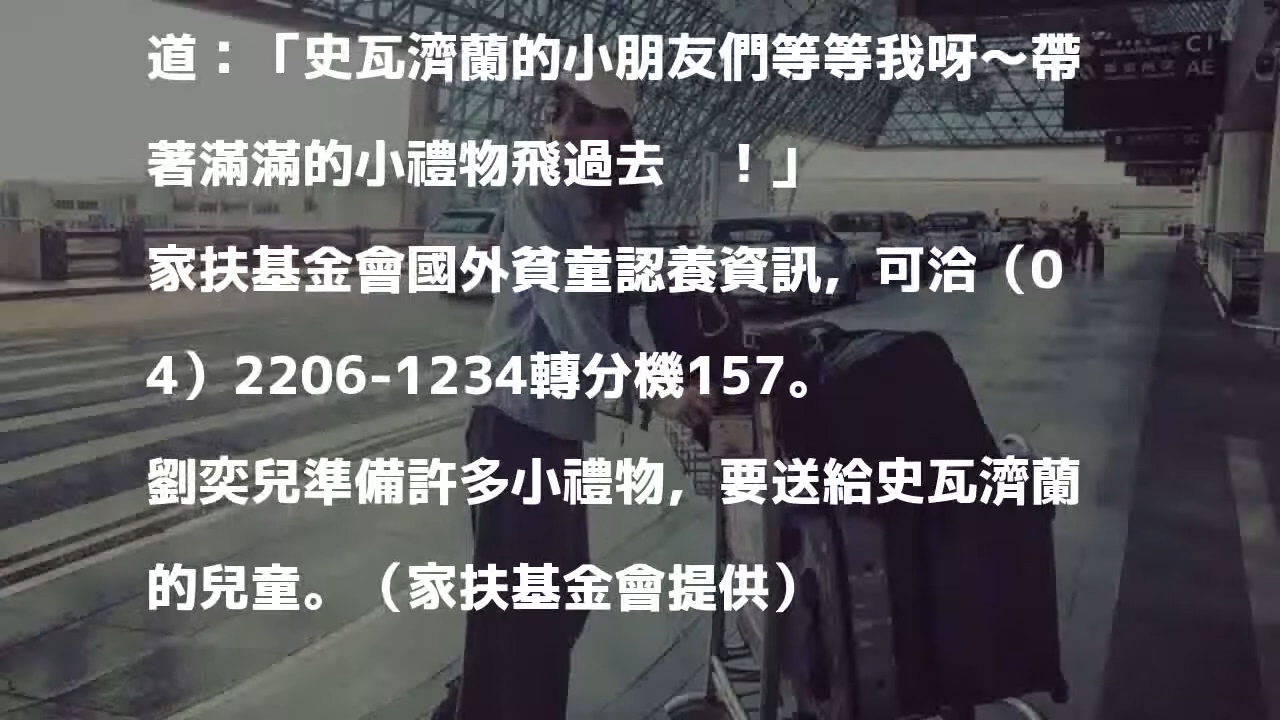 道：「史瓦濟蘭的小朋友們等等我呀～帶
著滿滿的小禮物飛過去　！」
家扶基金會國外貧童認養資訊，可洽（0
4）2206-1234轉分機157。
劉奕兒準備許多小禮物，要送給史瓦濟蘭
的兒童。（家扶基金會提供）
CI
AE